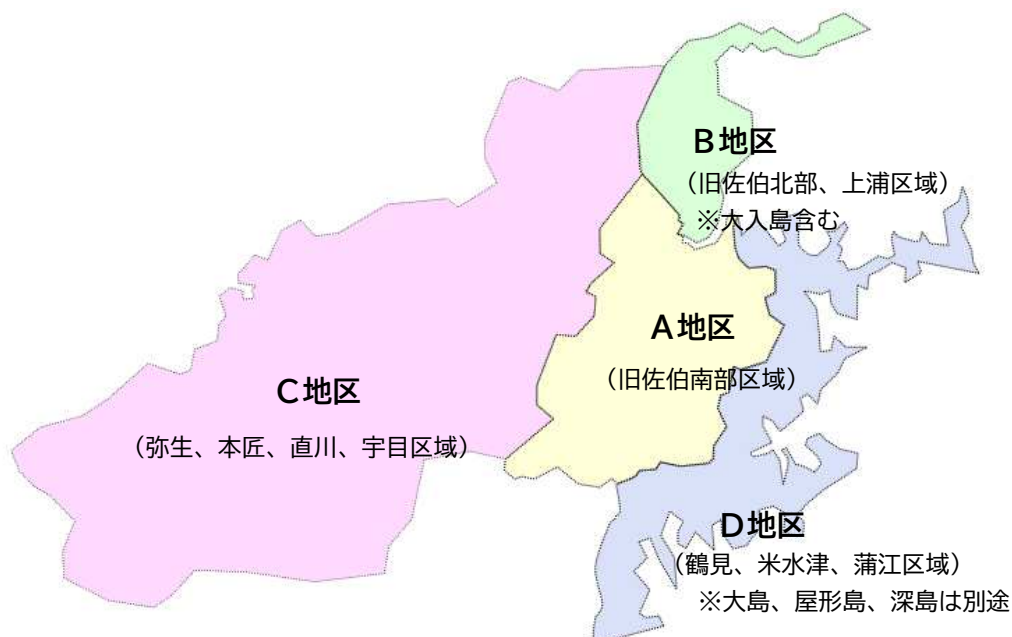 B地区
（旧佐伯北部、上浦区域）
※大入島含む
A地区
（旧佐伯南部区域）
C地区
（弥生、本匠、直川、宇目区域）
D地区
（鶴見、米水津、蒲江区域）
※大島、屋形島、深島は別途